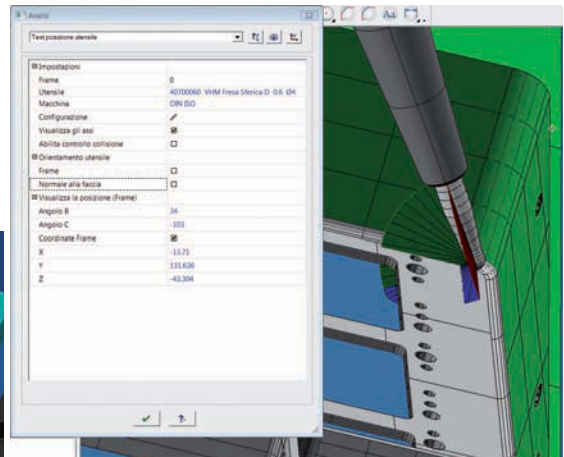 Analisi
Test posizione utensile
Impostazioni
Frame 0
Utensile 40700060 VHM Fresa Sferica D 0.6 Ø4
Macchina DIN ISO
Configurazione
Visualizza gli assi
Abilita controllo collisione
Orientamento utensile
Frame
Normale alla faccia
Visualizza la posizione (Frame)
Angolo B 34
Angolo C -103
Coordinate Frame
X -13.71
Y 131.636
Z -43.304
Aa